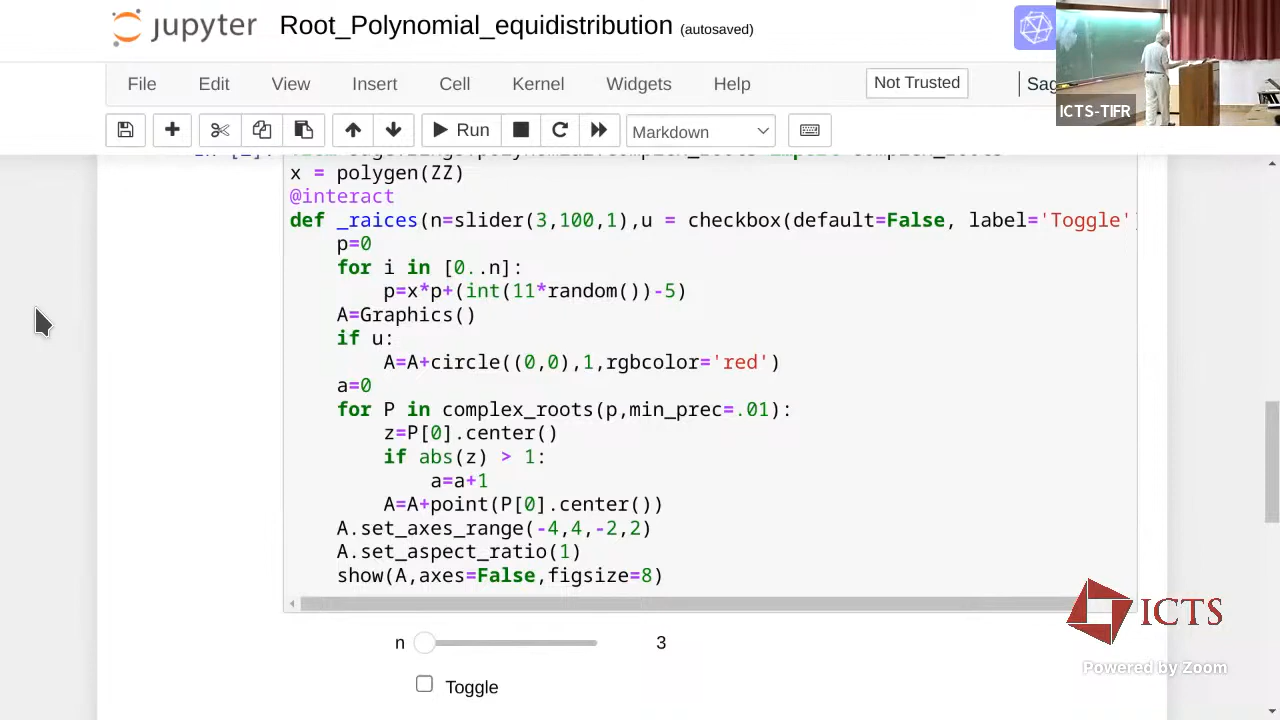 jupyter Root_Polynomial_equidistribution (autosaved)
File Edit View Insert Cell Kernel Widgets Help Not Trusted Sag
ICTS-TIFR
Run Markdown
x = polygen(ZZ)
@interact
def _raices(n=slider(3,100,1),u = checkbox(default=False, label='Toggle')
    p=0
    for i in [0..n]:
        p=x*p+(int(11*random())-5)
    A=Graphics()
    if u:
        A=A+circle((0,0),1,rgbcolor='red')
    a=0
    for P in complex_roots(p,min_prec=.01):
        z=P[0].center()
        if abs(z) > 1:
            a=a+1
        A=A+point(P[0].center())
    A.set_axes_range(-4,4,-2,2)
    A.set_aspect_ratio(1)
    show(A,axes=False,figsize=8)
n 3
Toggle
ICTS
Powered by Zoom